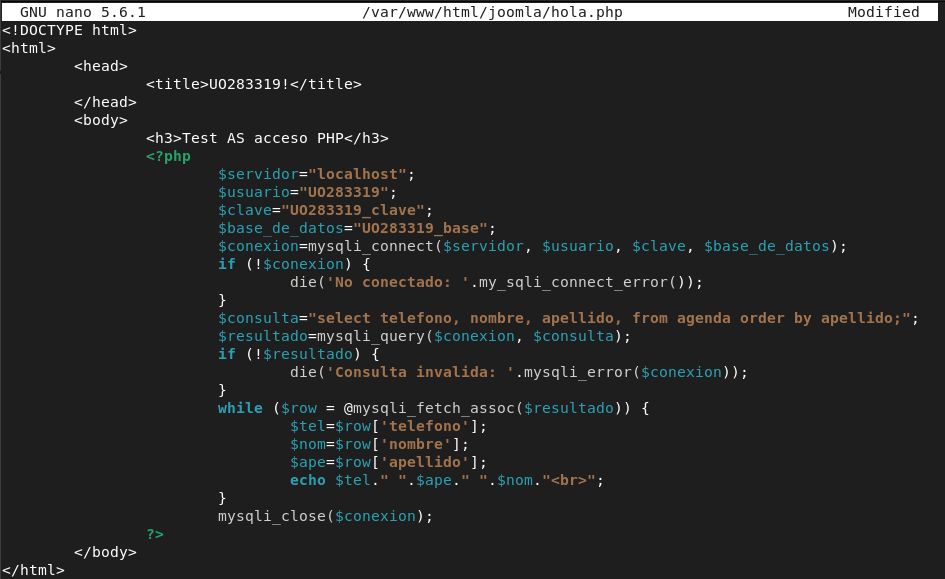 GNU nano 5.6.1 /var/www/html/joomla/hola.php Modified
<!DOCTYPE html>
<html>
<head>
<title>UO283319!</title>
</head>
<body>
<h3>Test AS acceso PHP</h3>
<?php
$servidor="localhost";
$usuario="UO283319";
$clave="UO283319_clave";
$base_de_datos="UO283319_base";
$conexion=mysqli_connect($servidor, $usuario, $clave, $base_de_datos);
if (!$conexion) {
die('No conectado: '.my_sqli_connect_error());
}
$consulta="select telefono, nombre, apellido, from agenda order by apellido;";
$resultado=mysqli_query($conexion, $consulta);
if (!$resultado) {
die('Consulta invalida: '.mysqli_error($conexion));
}
while ($row = @mysqli_fetch_assoc($resultado)) {
$tel=$row['telefono'];
$nom=$row['nombre'];
$ape=$row['apellido'];
echo $tel." ".$ape." ".$nom."<br>";
}
mysqli_close($conexion);
?>
</body>
</html>